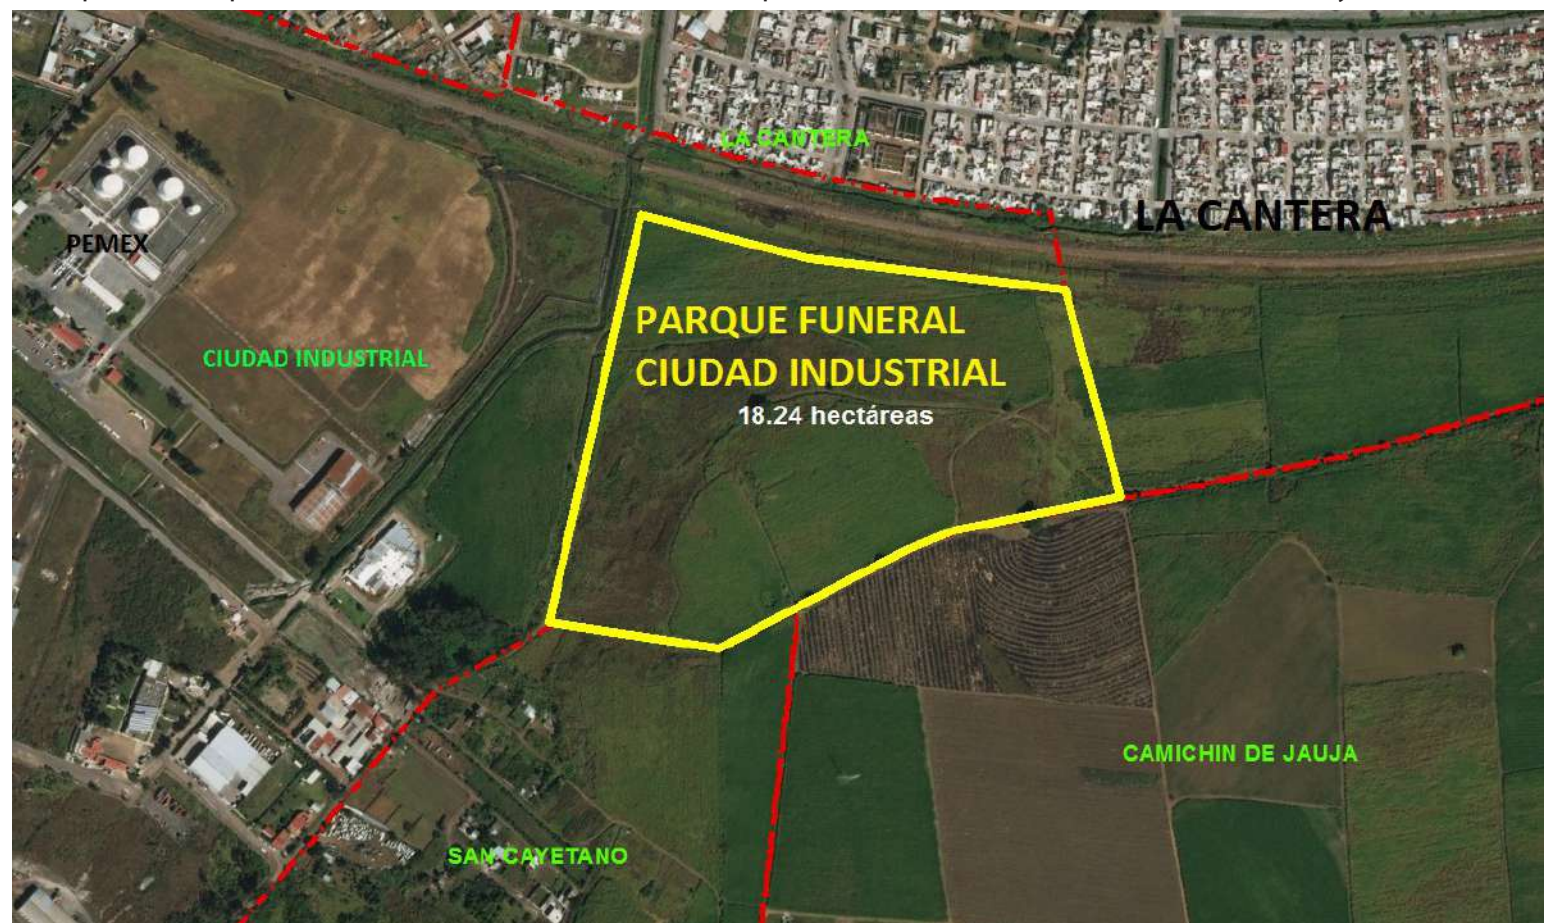 LA CANTERA
LA CANTERA
PEMEX
PARQUE FUNERAL
CIUDAD INDUSTRIAL
18.24 hectáreas
CIUDAD INDUSTRIAL
CAMICHIN DE JAUJA
SAN CAYETANO